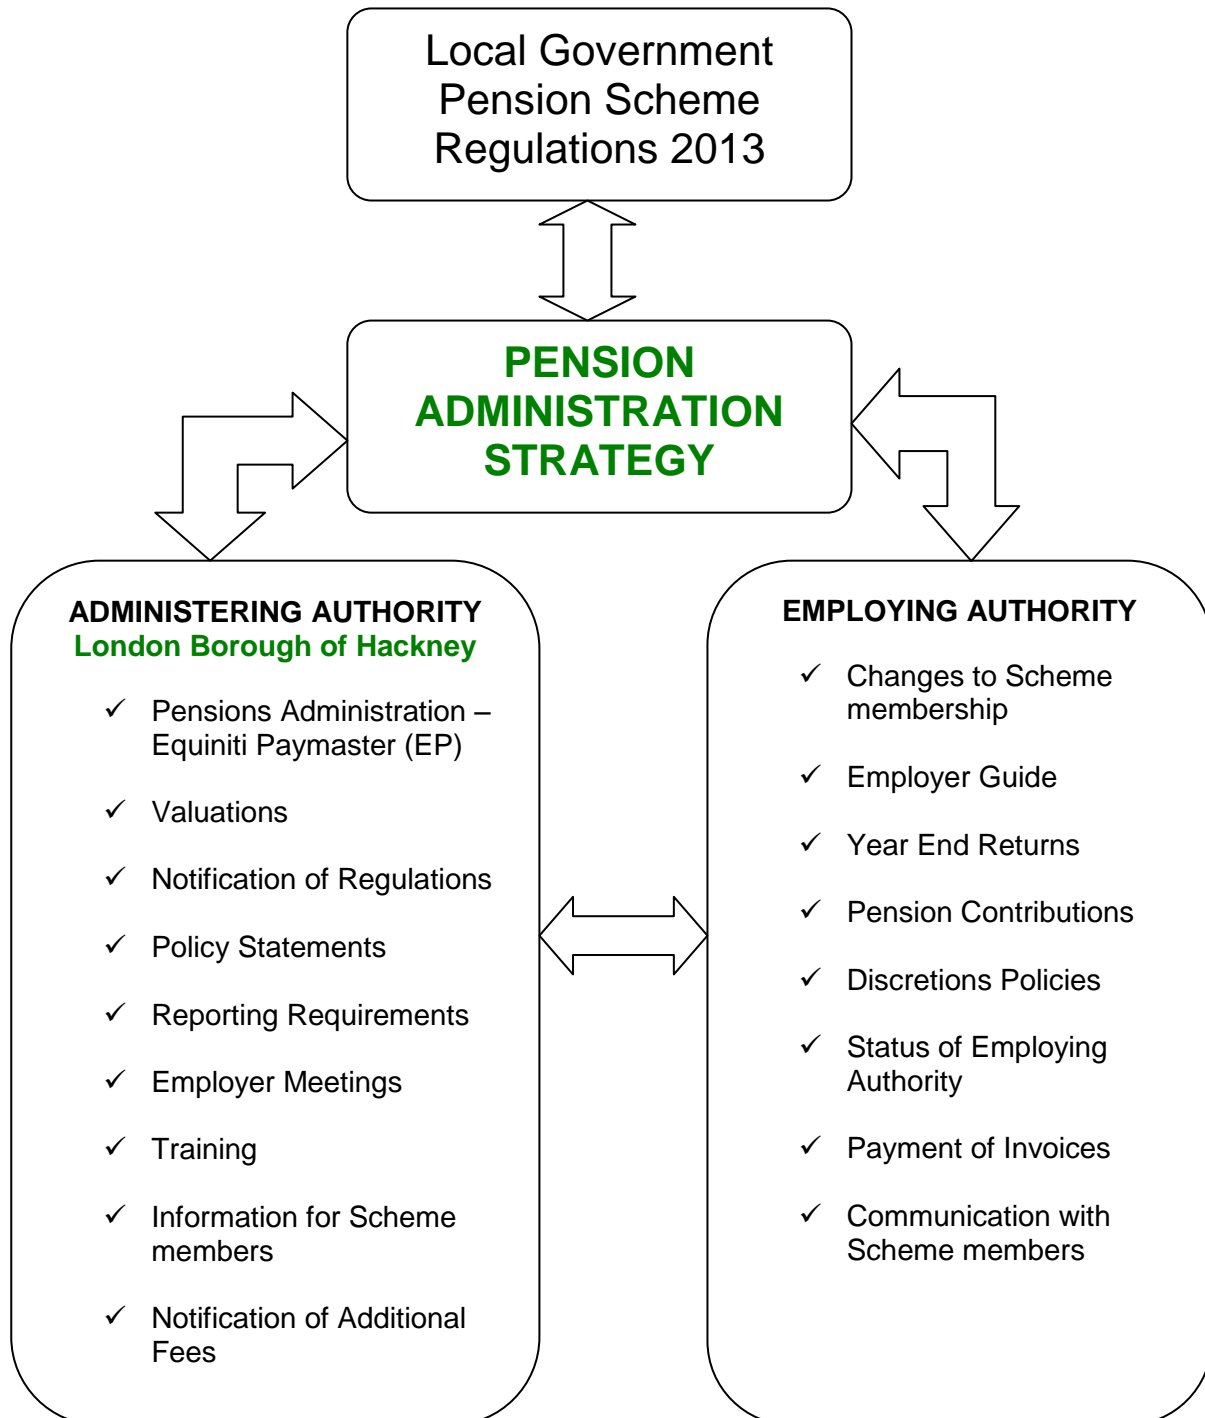 Local Government
Pension Scheme
Regulations 2013
PENSION
ADMINISTRATION
STRATEGY
ADMINISTERING AUTHORITY
London Borough of Hackney
✓ Pensions Administration –
Equiniti Paymaster (EP)
✓ Valuations
✓ Notification of Regulations
✓ Policy Statements
✓ Reporting Requirements
✓ Employer Meetings
✓ Training
✓ Information for Scheme
members
✓ Notification of Additional
Fees
EMPLOYING AUTHORITY
✓ Changes to Scheme
membership
✓ Employer Guide
✓ Year End Returns
✓ Pension Contributions
✓ Discretions Policies
✓ Status of Employing
Authority
✓ Payment of Invoices
✓ Communication with
Scheme members